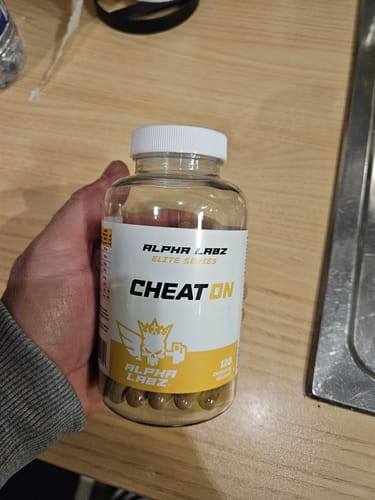 ALPHA LABZ
ELITE SERIES
CHEAT ON
ALPHA
LABZ
120